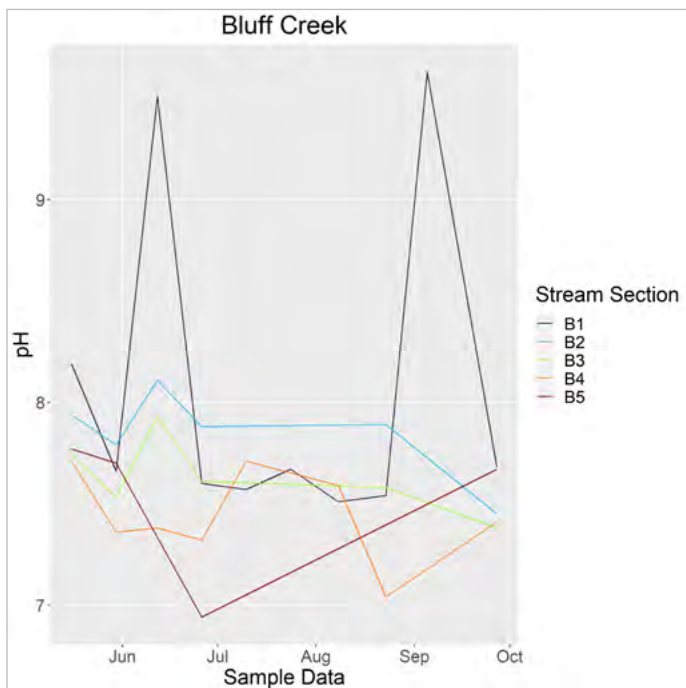 Bluff Creek
pH
9
8
7
Jun Jul Aug Sep Oct
Sample Data
Stream Section
B1
B2
B3
B4
B5